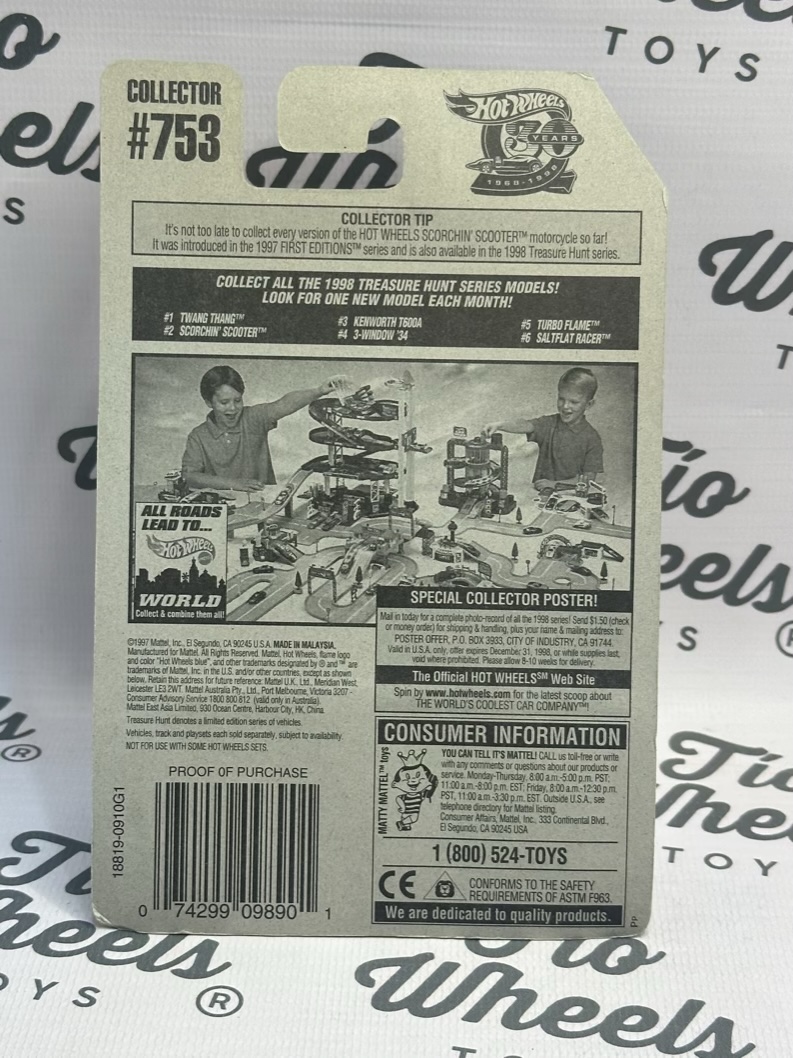 COLLECTOR
#753
HOT WHEELS
30
YEARS
1968-1998
COLLECTOR TIP
It's not too late to collect every version of the HOT WHEELS SCORCHIN' SCOOTER™ motorcycle so far!
It was introduced in the 1997 FIRST EDITIONS™ series and is also available in the 1998 Treasure Hunt series.
COLLECT ALL THE 1998 TREASURE HUNT SERIES MODELS!
LOOK FOR ONE NEW MODEL EACH MONTH!
#1 TWANG THANG™ #3 KENWORTH T600A #5 TURBO FLAME™
#2 SCORCHIN' SCOOTER™ #4 3-WINDOW '34 #6 SALTFLAT RACER™
ALL ROADS
LEAD TO...
HOT WHEELS
WORLD
Collect & combine them all!
SPECIAL COLLECTOR POSTER!
Mail in today for a complete photo-record of all the 1998 series! Send $1.50 (check
or money order) for shipping & handling, plus your name & mailing address to:
POSTER OFFER, P.O. BOX 3933, CITY OF INDUSTRY, CA 91744.
Valid in U.S.A. only, offer expires December 31, 1998, or while supplies last,
void where prohibited. Please allow 8-10 weeks for delivery.
The Official HOT WHEELS℠ Web Site
Spin by www.hotwheels.com for the latest scoop about
THE WORLD'S COOLEST CAR COMPANY™!
©1997 Mattel, Inc., El Segundo, CA 90245 U.S.A. MADE IN MALAYSIA.
Manufactured for Mattel. All Rights Reserved. Mattel, Hot Wheels, flame logo
and color "Hot Wheels blue", and other trademarks designated by ® and ™ are
trademarks of Mattel, Inc. in the U.S. and/or other countries, except as shown
below. Retain this address for future reference: Mattel U.K. Ltd., Meridian West,
Leicester LE3 2WT. Mattel Australia Pty., Ltd., Port Melbourne, Victoria 3207 -
Consumer Advisory Service 1800 800 812 (valid only in Australia).
Mattel East Asia Limited, 930 Ocean Centre, Harbour City, HK, China.
Treasure Hunt denotes a limited edition series of vehicles.
Vehicles, track and playsets each sold separately, subject to availability.
NOT FOR USE WITH SOME HOT WHEELS SETS.
CONSUMER INFORMATION
MATTY MATTEL™ toys
YOU CAN TELL IT'S MATTEL! CALL us toll-free or write
with any comments or questions about our products or
service. Monday-Thursday, 8:00 a.m.-5:00 p.m. PST;
11:00 a.m.-8:00 p.m. EST; Friday, 8:00 a.m.-12:30 p.m.
PST, 11:00 a.m.-3:30 p.m. EST. Outside U.S.A., see
telephone directory for Mattel listing.
Consumer Affairs, Mattel, Inc., 333 Continental Blvd.,
El Segundo, CA 90245 USA
1 (800) 524-TOYS
CE
CONFORMS TO THE SAFETY
REQUIREMENTS OF ASTM F963.
We are dedicated to quality products.
Pp
PROOF OF PURCHASE
18819-0910G1
0 74299 09890 1
TOYS
Tio
Wheels
TOYS
®